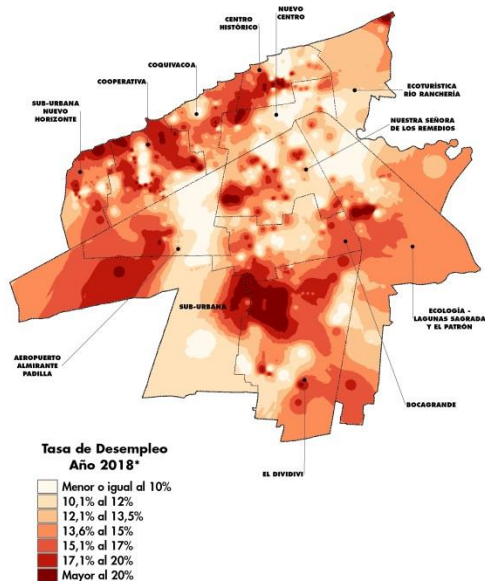 NUEVO
CENTRO
CENTRO
HISTÓRICO
COQUIVACOA
COOPERATIVA
SUB-URBANA
NUEVO
HORIZONTE
ECOTURÍSTICA
RÍO RANCHERÍA
NUESTRA SEÑORA
DE LOS REMEDIOS
SUB-URBANA
ECOLOGÍA -
LAGUNAS SAGRADA
Y EL PATRÓN
AEROPUERTO
ALMIRANTE
PADILLA
BOCAGRANDE
EL DIVIDIVI
Tasa de Desempleo
Año 2018*
Menor o igual al 10%
10,1% al 12%
12,1% al 13,5%
13,6% al 15%
15,1% al 17%
17,1% al 20%
Mayor al 20%